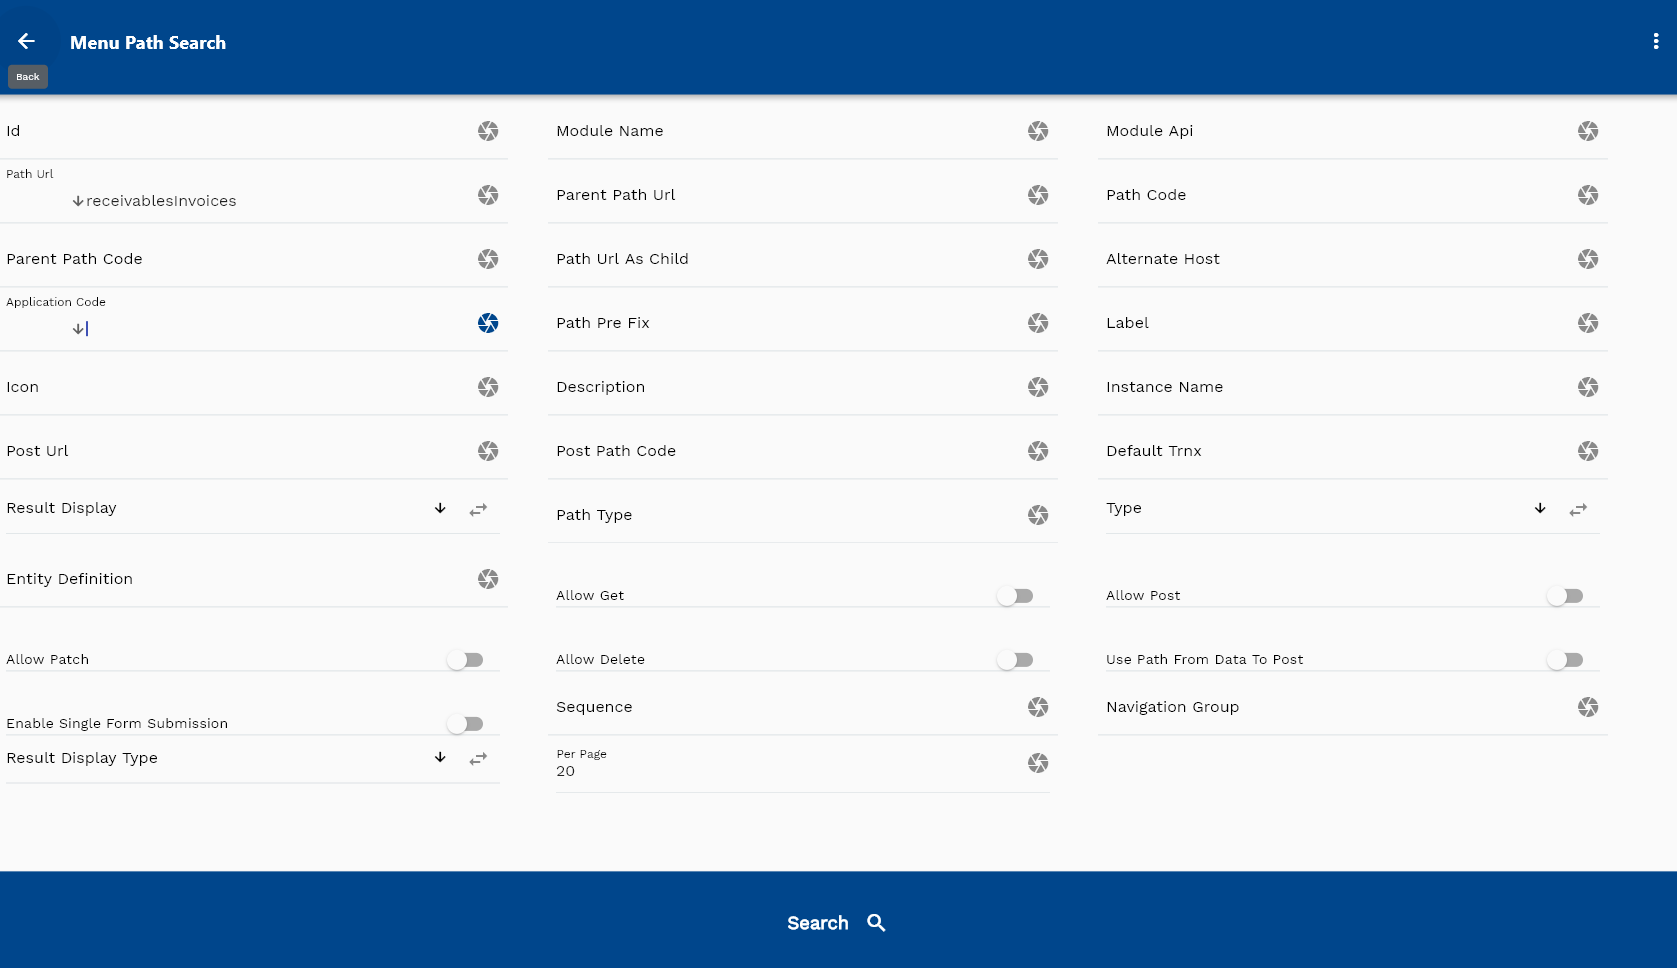 Menu Path Search
Back
Id
Module Name
Module Api
Path Url
receivablesInvoices
Parent Path Url
Path Code
Parent Path Code
Path Url As Child
Alternate Host
Application Code
Path Pre Fix
Label
Icon
Description
Instance Name
Post Url
Post Path Code
Default Trnx
Result Display
Path Type
Type
Entity Definition
Allow Get
Allow Post
Allow Patch
Allow Delete
Use Path From Data To Post
Enable Single Form Submission
Sequence
Navigation Group
Result Display Type
Per Page
20
Search